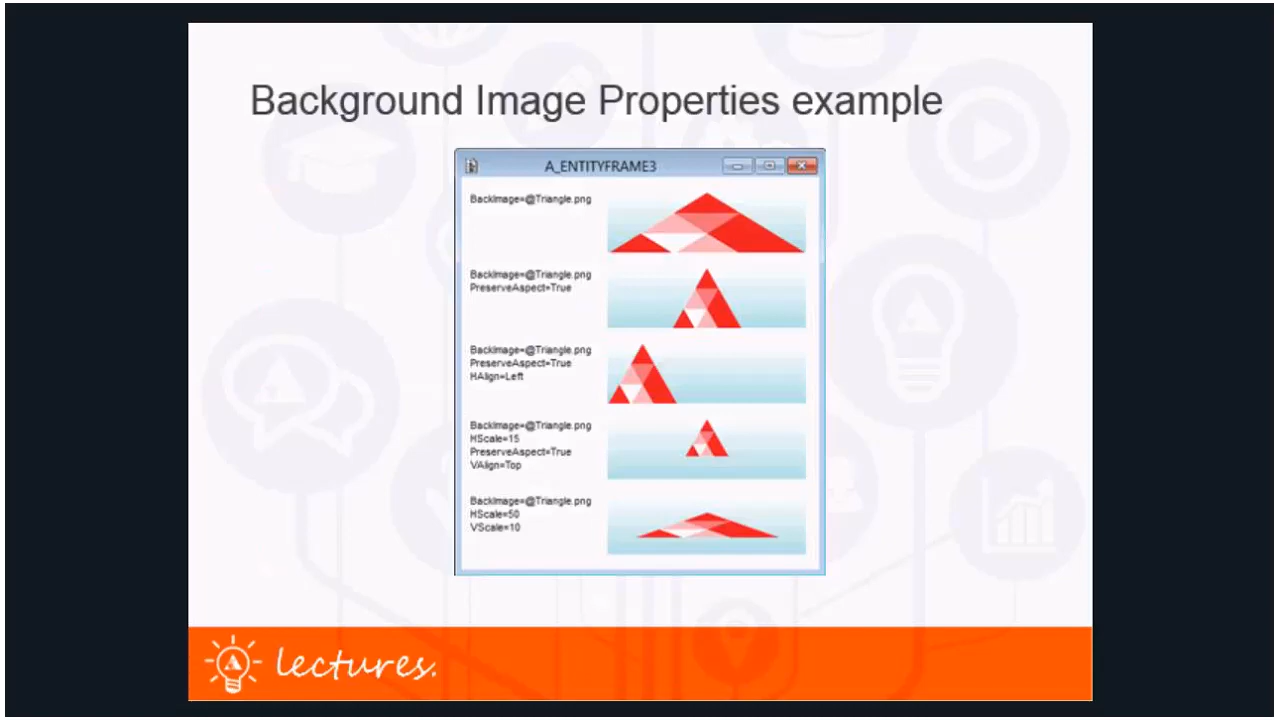 Background Image Properties example
A_ENTITYFRAME3
BackImage=@Triangle.png
BackImage=@Triangle.png
PreserveAspect=True
BackImage=@Triangle.png
PreserveAspect=True
HAlign=Left
BackImage=@Triangle.png
HScale=15
PreserveAspect=True
VAlign=Top
BackImage=@Triangle.png
HScale=50
VScale=10
lectures.